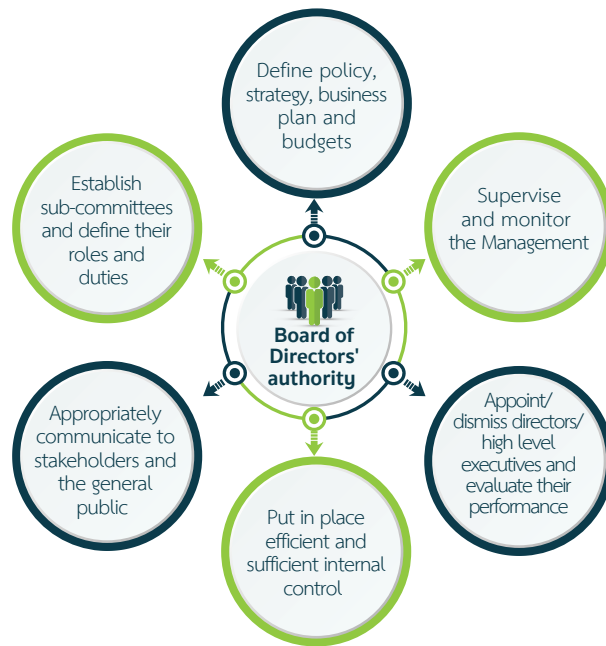 Define policy,
strategy, business
plan and
budgets
Establish
sub-committees
and define their
roles and
duties
Supervise
and monitor
the Management
Board of
Directors'
authority
Appropriately
communicate to
stakeholders and
the general
public
Appoint/
dismiss directors/
high level
executives and
evaluate their
performance
Put in place
efficient and
sufficient internal
control